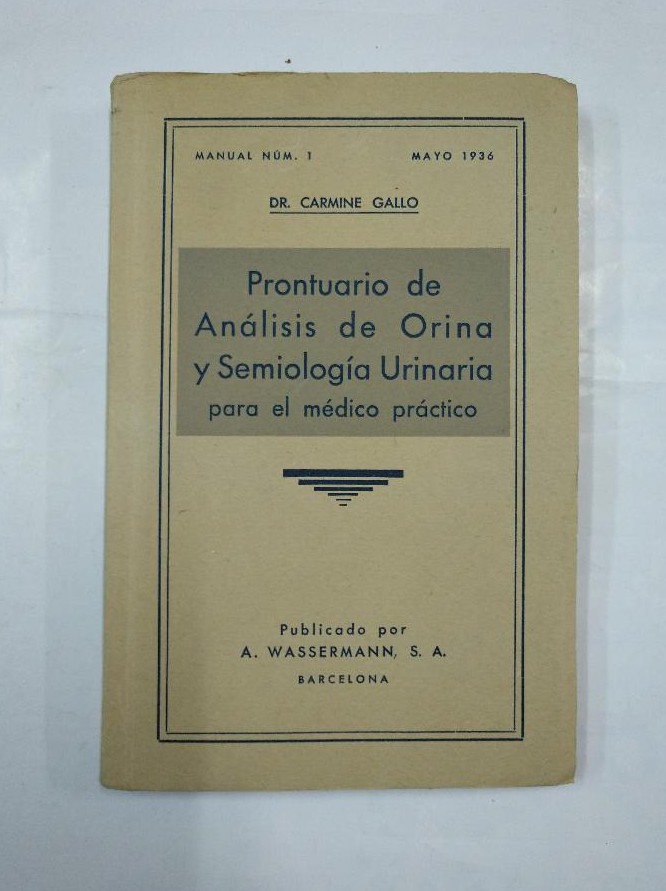 MANUAL NÚM. 1 MAYO 1936
DR. CARMINE GALLO
Prontuario de
Análisis de Orina
y Semiología Urinaria
para el médico práctico
Publicado por
A. WASSERMANN, S. A.
BARCELONA